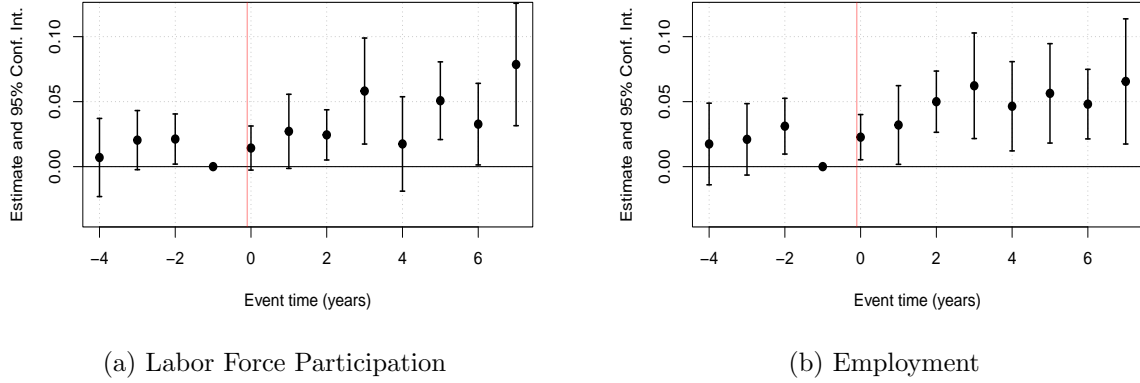 Estimate and 95% Conf. Int.
0.10
0.05
0.00
−4 −2 0 2 4 6
Event time (years)
(a) Labor Force Participation
Estimate and 95% Conf. Int.
0.10
0.05
0.00
−4 −2 0 2 4 6
Event time (years)
(b) Employment